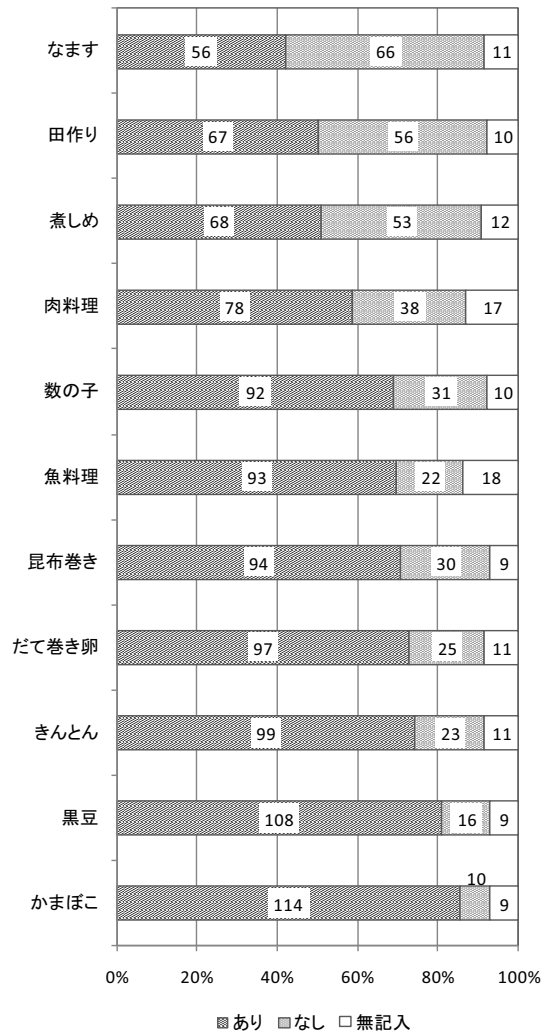 なます 56 66 11
田作り 67 56 10
煮しめ 68 53 12
肉料理 78 38 17
数の子 92 31 10
魚料理 93 22 18
昆布巻き 94 30 9
だて巻き卵 97 25 11
きんとん 99 23 11
黒豆 108 16 9
かまぼこ 114 10 9
0% 20% 40% 60% 80% 100%
あり なし 無記入